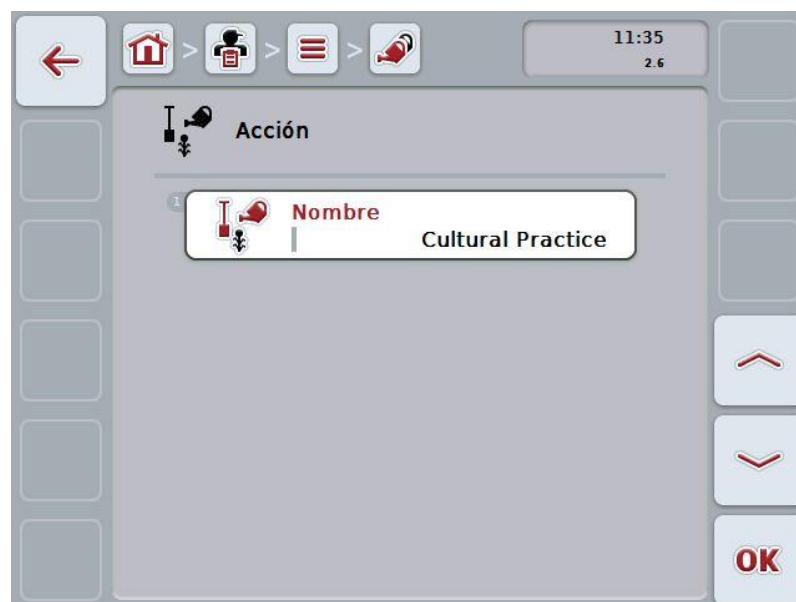 > > >
11:35
2.6
Acción
1
Nombre
Cultural Practice
OK